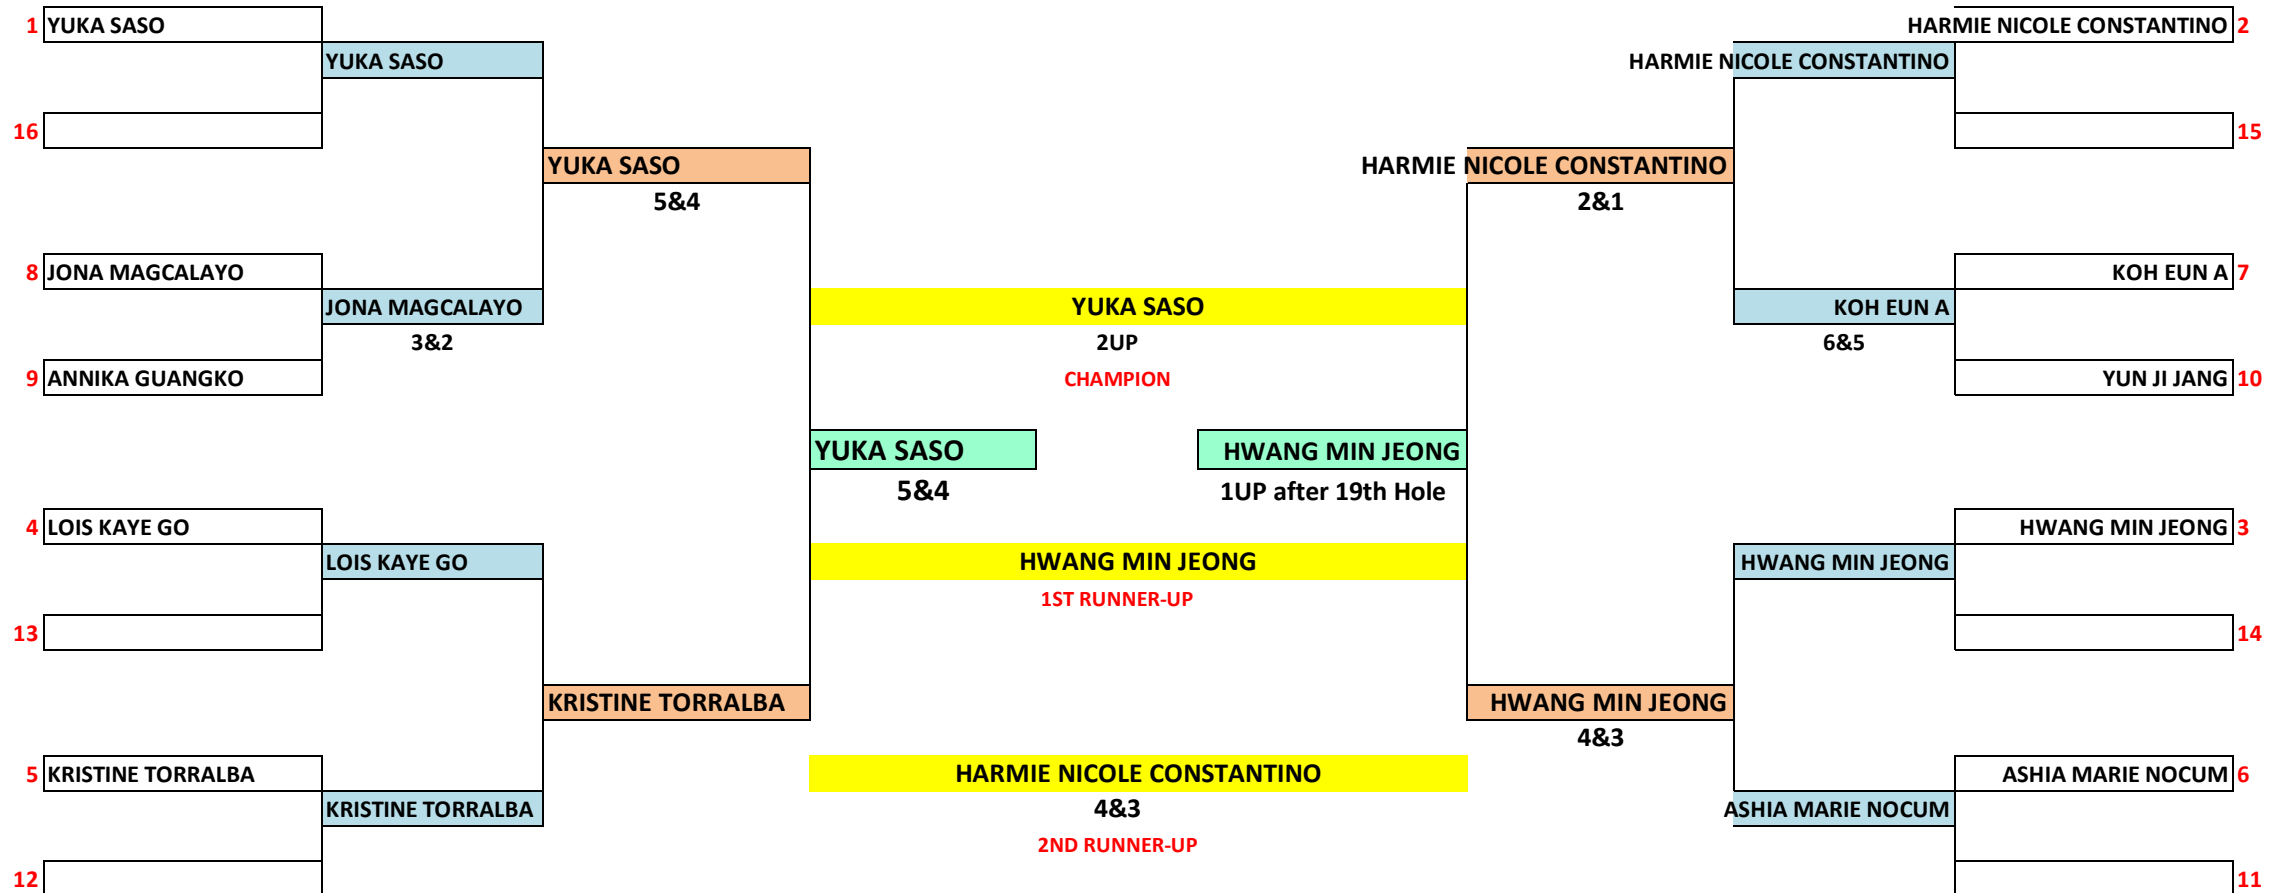 1 YUKA SASO
YUKA SASO
16
YUKA SASO
5&4
8 JONA MAGCALAYO
JONA MAGCALAYO
3&2
9 ANNIKA GUANGKO
YUKA SASO
5&4
4 LOIS KAYE GO
LOIS KAYE GO
13
KRISTINE TORRALBA
5 KRISTINE TORRALBA
KRISTINE TORRALBA
12
YUKA SASO
2UP
CHAMPION
HWANG MIN JEONG
1ST RUNNER-UP
HARMIE NICOLE CONSTANTINO
4&3
2ND RUNNER-UP
HARMIE NICOLE CONSTANTINO 2
HARMIE NICOLE CONSTANTINO
15
HARMIE NICOLE CONSTANTINO
2&1
KOH EUN A 7
KOH EUN A
6&5
YUN JI JANG 10
HWANG MIN JEONG
1UP after 19th Hole
HWANG MIN JEONG 3
HWANG MIN JEONG
14
HWANG MIN JEONG
4&3
ASHIA MARIE NOCUM 6
ASHIA MARIE NOCUM
11